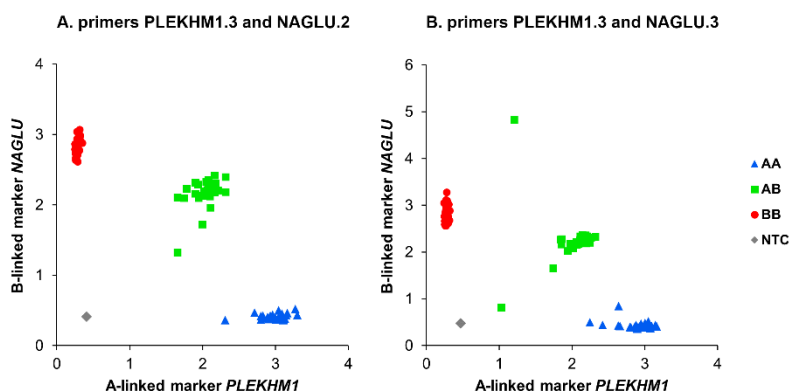 A. primers PLEKHM1.3 and NAGLU.2
B-linked marker NAGLU
4
3
2
1
0
0 1 2 3 4
A-linked marker PLEKHM1
B. primers PLEKHM1.3 and NAGLU.3
B-linked marker NAGLU
6
5
4
3
2
1
0
0 1 2 3 4
A-linked marker PLEKHM1
AA
AB
BB
NTC